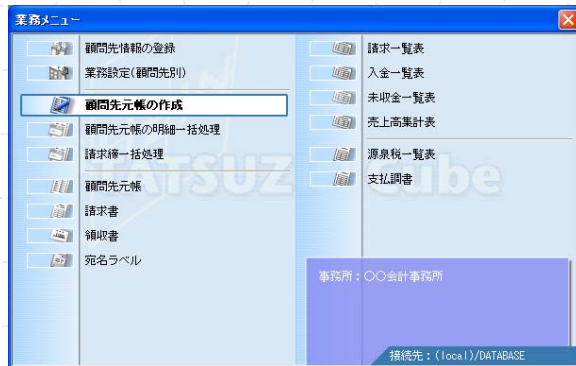 業務メニュー
顧問先情報の登録
業務設定(顧問先別)
顧問先元帳の作成
顧問先元帳の明細一括処理
請求締一括処理
顧問先元帳
請求書
領収書
宛名ラベル
請求一覧表
入金一覧表
未収金一覧表
売上高集計表
源泉税一覧表
支払調書
TATSUZ
Cube
事務所：〇〇会計事務所
接続先：(local)/DATABASE